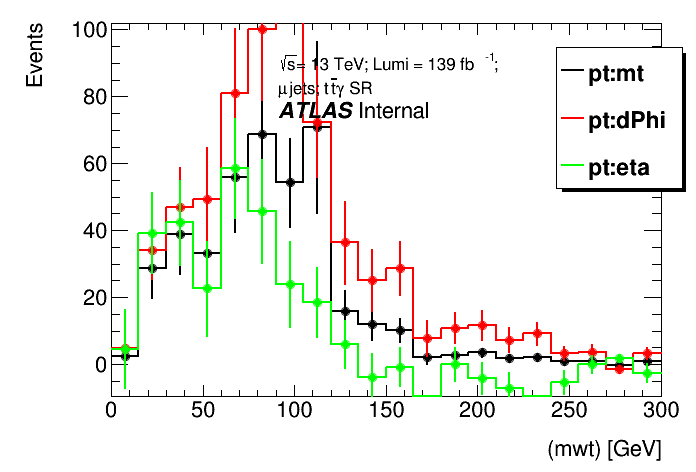 Events
100
80
60
40
20
0
√s= 13 TeV; Lumi = 139 fb⁻¹;
μjets; tt̄γ SR
ATLAS Internal
pt:mt
pt:dPhi
pt:eta
0 50 100 150 200 250 300
(mwt) [GeV]